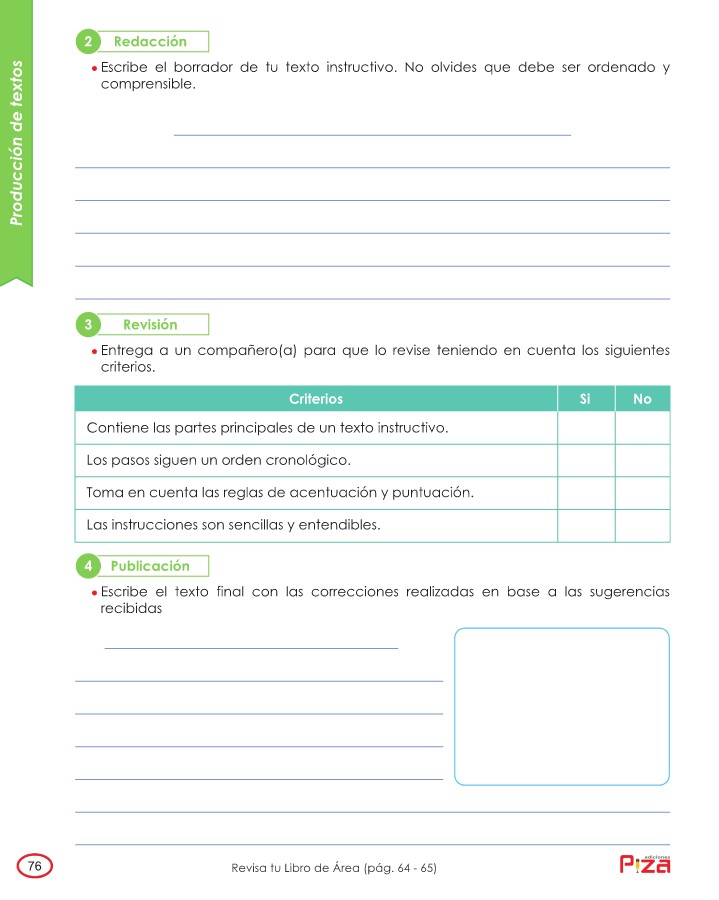 Producción de textos
2 Redacción
Escribe el borrador de tu texto instructivo. No olvides que debe ser ordenado y
comprensible.
3 Revisión
Entrega a un compañero(a) para que lo revise teniendo en cuenta los siguientes
criterios.
Criterios Si No
Contiene las partes principales de un texto instructivo.
Los pasos siguen un orden cronológico.
Toma en cuenta las reglas de acentuación y puntuación.
Las instrucciones son sencillas y entendibles.
4 Publicación
Escribe el texto final con las correcciones realizadas en base a las sugerencias
recibidas
76
Revisa tu Libro de Área (pág. 64 - 65)
ediciones
Piza